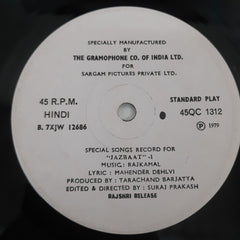 SPECIALLY MANUFACTURED
BY
THE GRAMOPHONE CO. OF INDIA LTD.
FOR
SARGAM PICTURES PRIVATE LTD.
45 R.P.M.
HINDI
B. 7XJW 12686
STANDARD PLAY
45QC 1312
Ⓟ 1979
SPECIAL SONGS RECORD FOR
"JAZBAAT" -1
MUSIC : RAJKAMAL
LYRIC : MAHENDER DEHLVI
PRODUCED BY : TARACHAND BARJATYA
EDITED & DIRECTED BY : SURAJ PRAKASH
RAJSHRI RELEASE